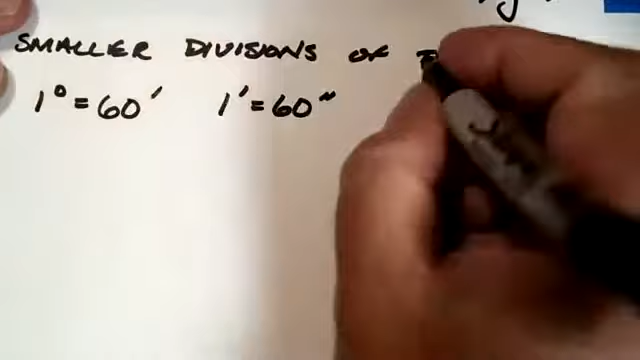 SMALLER DIVISIONS OF
1° = 60′ 1′ = 60″